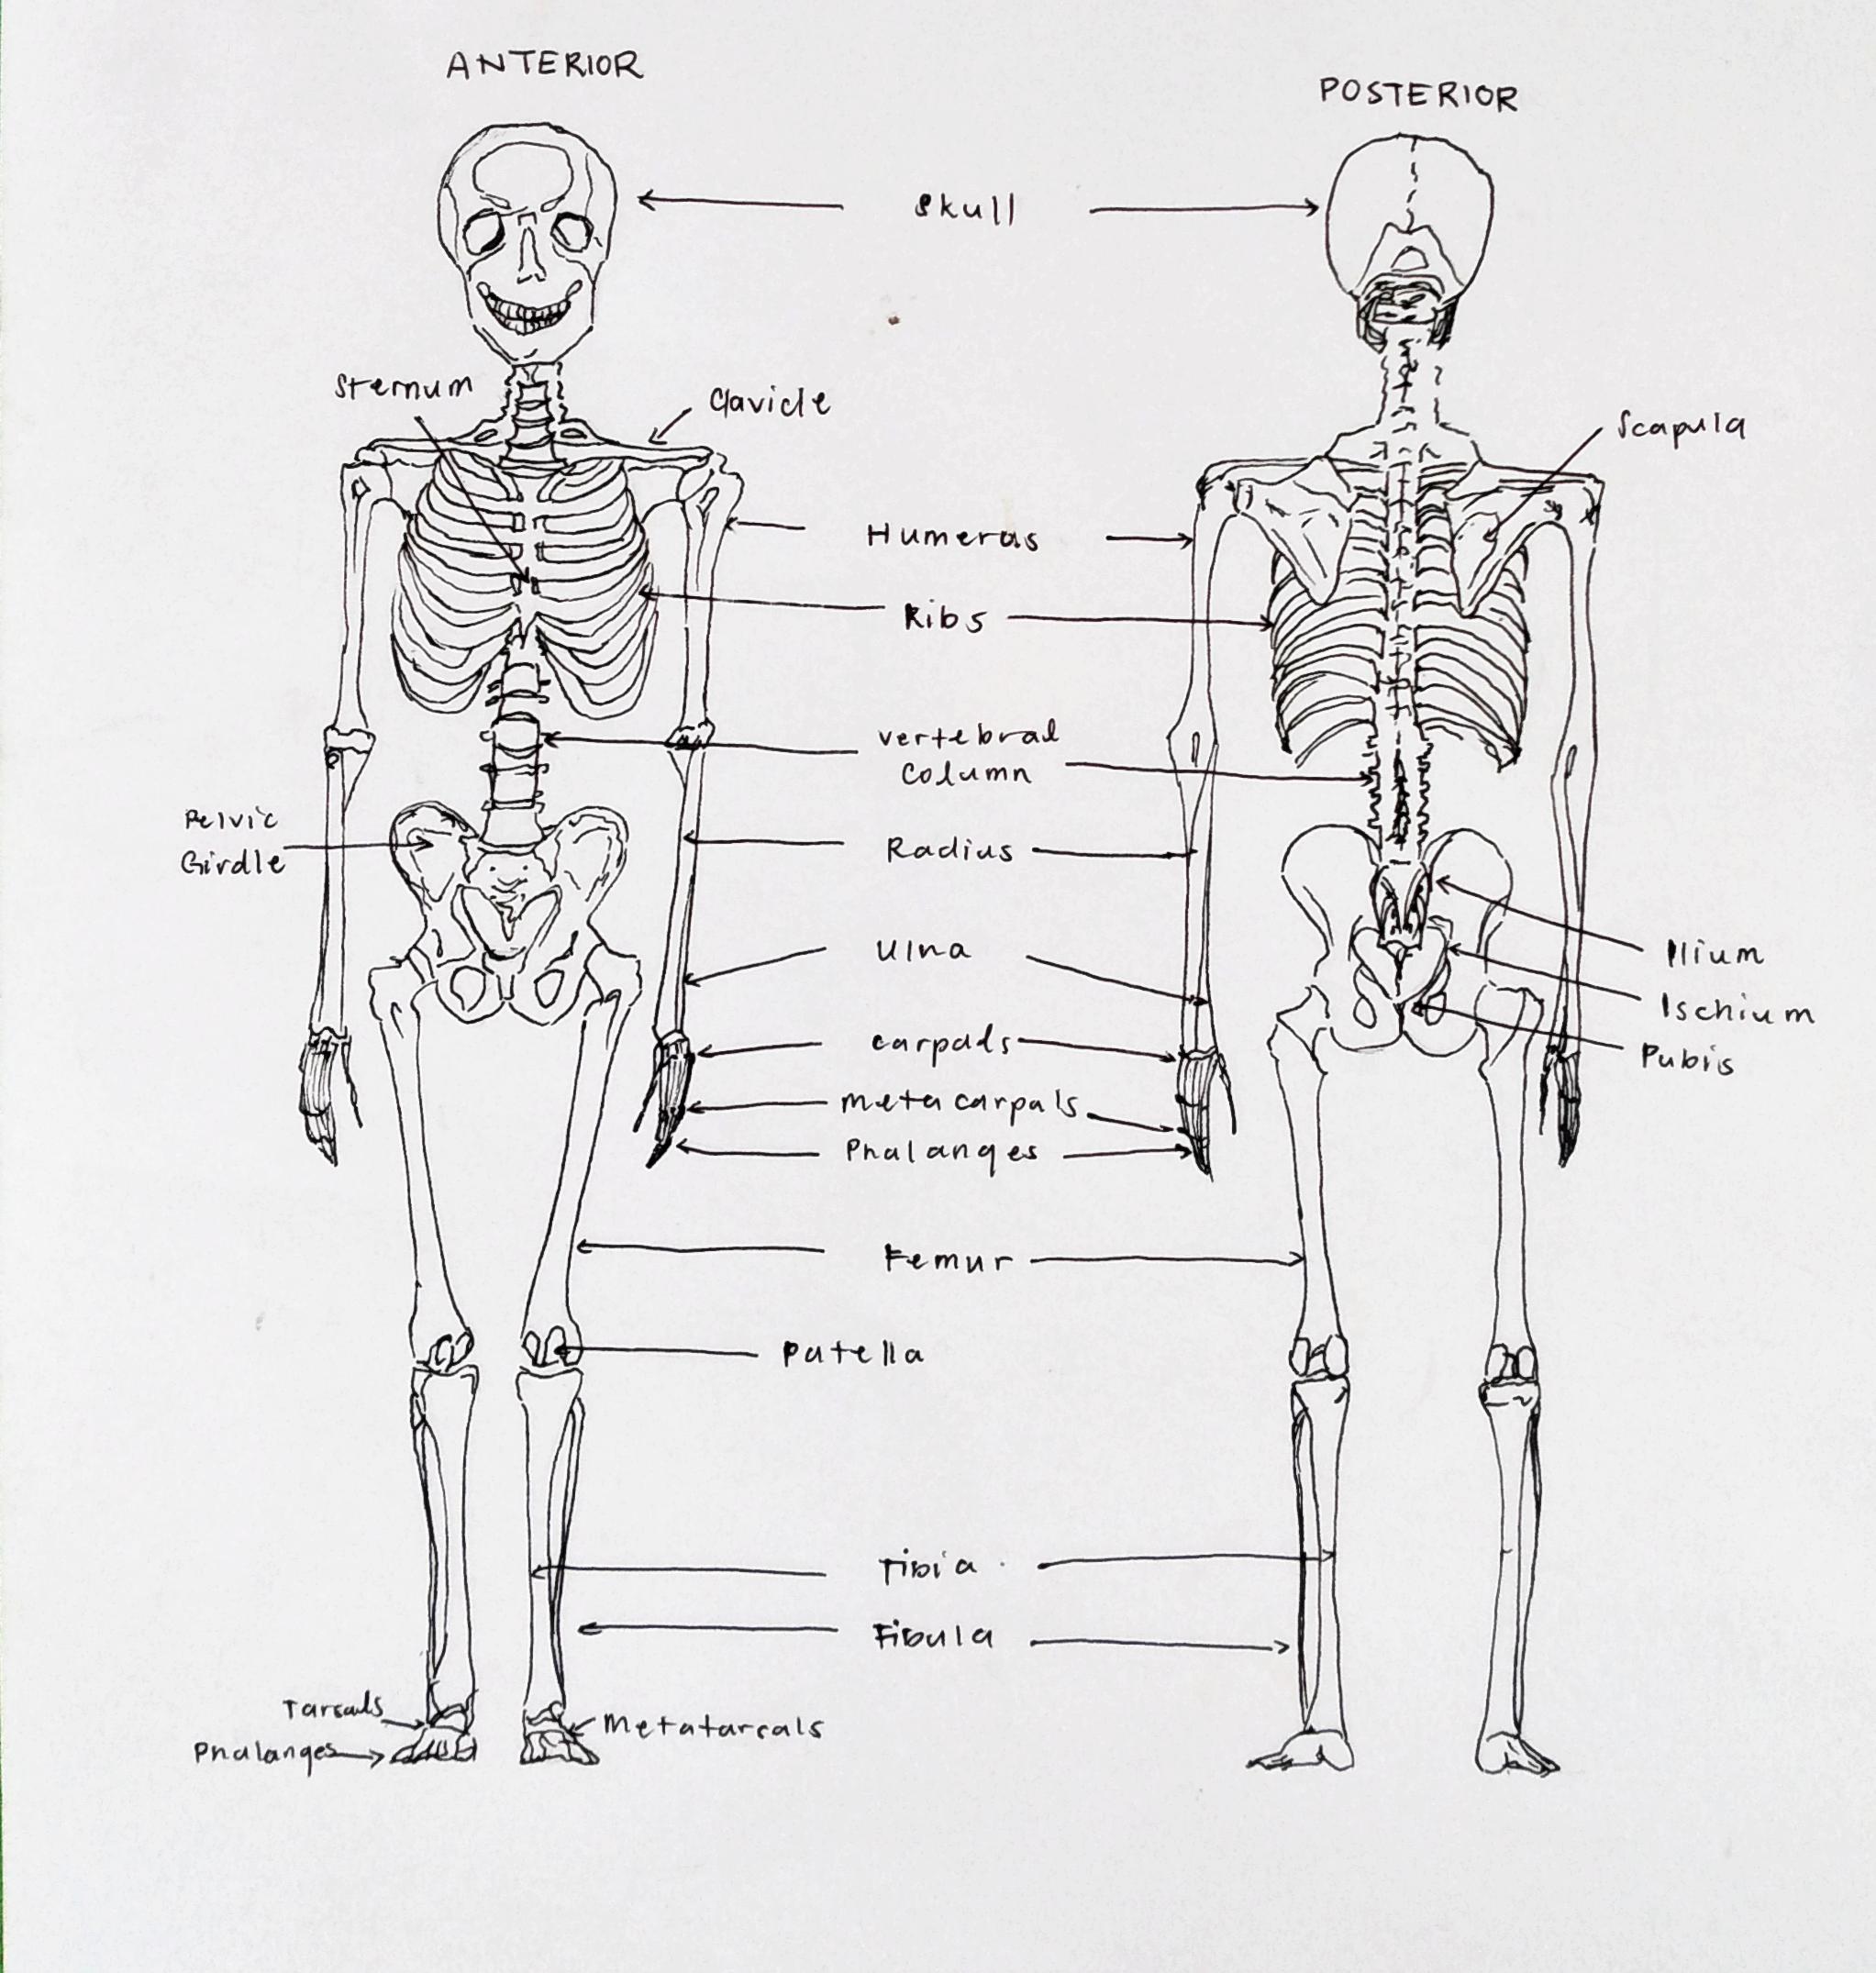 ANTERIOR
POSTERIOR
Skull
Sternum
Clavicle
Scapula
Humeras
Ribs
vertebral
column
Pelvic
Girdle
Radius
Ulna
Ilium
Ischium
Pubis
carpals
metacarpals
Phalanges
Femur
Patella
Tibia
Fibula
Tarsals
Metatarsals
Phalanges